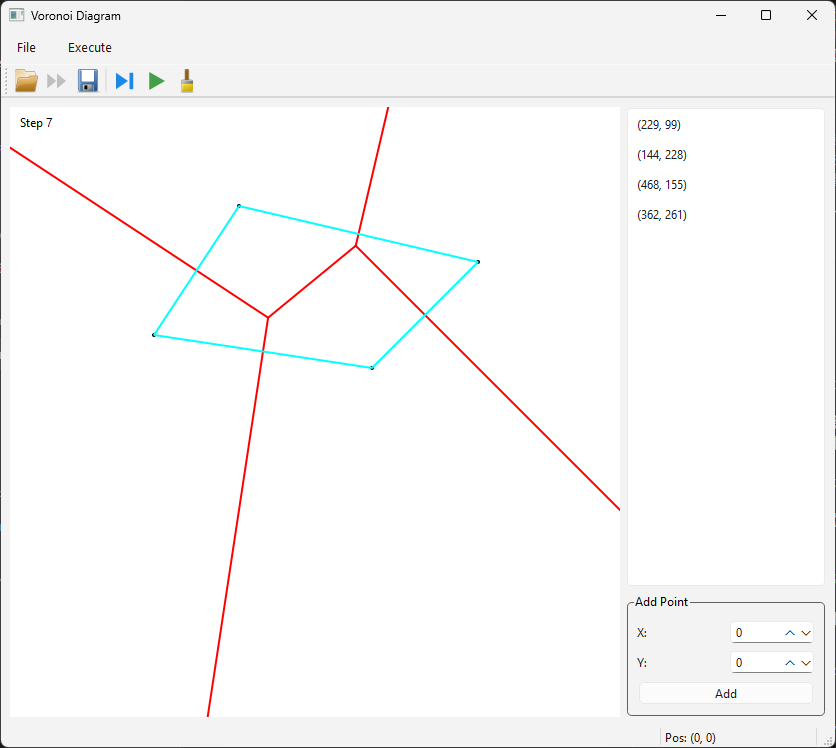 Voronoi Diagram
File Execute
Step 7
(229, 99)
(144, 228)
(468, 155)
(362, 261)
Add Point
X: 0
Y: 0
Add
Pos: (0, 0)